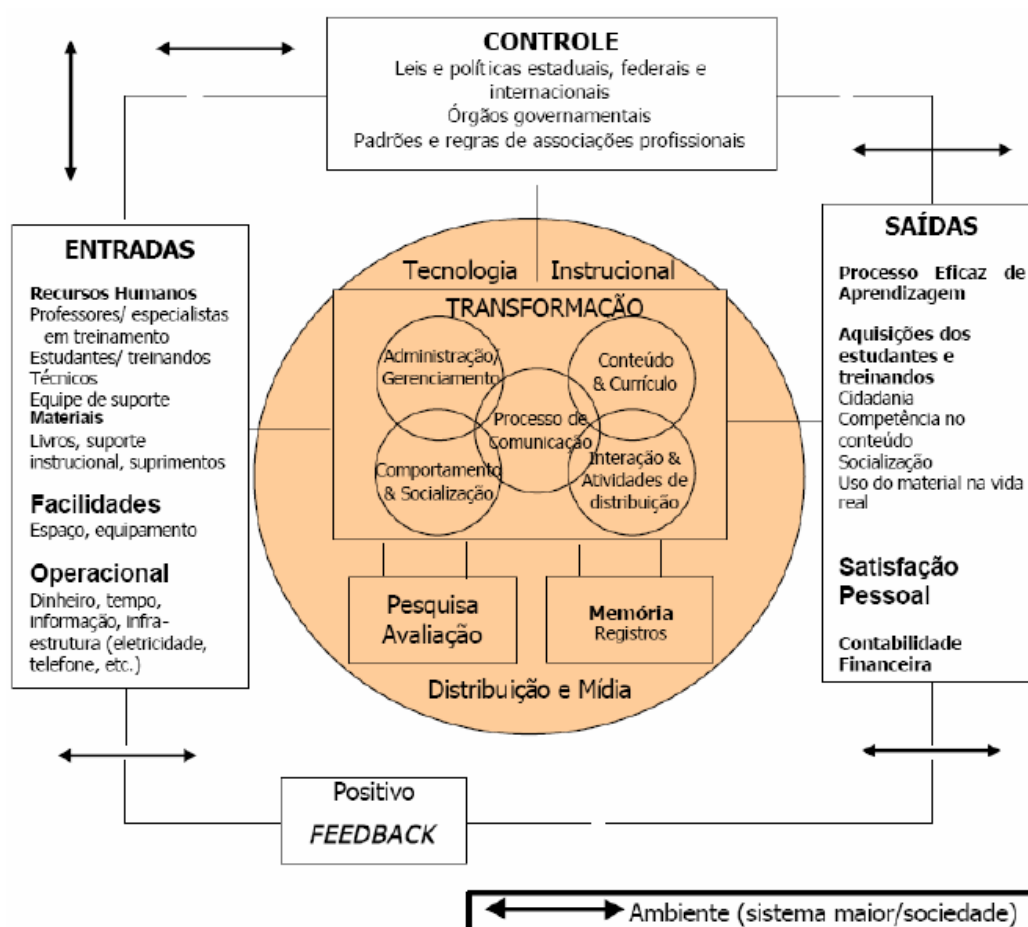 CONTROLE
Leis e políticas estaduais, federais e
internacionais
Órgãos governamentais
Padrões e regras de associações profissionais
ENTRADAS
Recursos Humanos
Professores/ especialistas
em treinamento
Estudantes/ treinandos
Técnicos
Equipe de suporte
Materiais
Livros, suporte
instrucional, suprimentos
Facilidades
Espaço, equipamento
Operacional
Dinheiro, tempo,
informação, infra-
estrutura (eletricidade,
telefone, etc.)
Tecnologia Instrucional
TRANSFORMAÇÃO
Administração/
Gerenciamento
Conteúdo
& Currículo
Processo de
Comunicação
Comportamento
& Socialização
Interação &
Atividades de
distribuição
Pesquisa
Avaliação
Memória
Registros
Distribuição e Mídia
SAÍDAS
Processo Eficaz de
Aprendizagem
Aquisições dos
estudantes e
treinandos
Cidadania
Competência no
conteúdo
Socialização
Uso do material na vida
real
Satisfação
Pessoal
Contabilidade
Financeira
Positivo
FEEDBACK
Ambiente (sistema maior/sociedade)